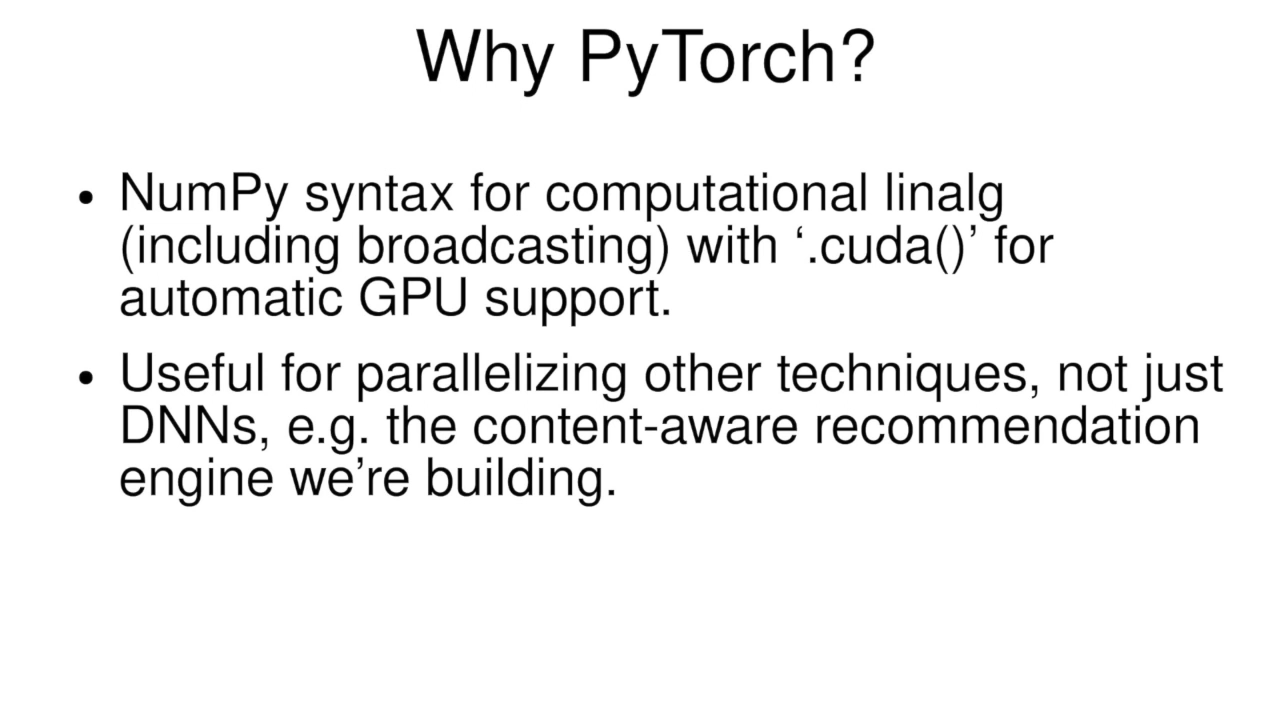 Why PyTorch?
• NumPy syntax for computational linalg
(including broadcasting) with ‘.cuda()’ for
automatic GPU support.
• Useful for parallelizing other techniques, not just
DNNs, e.g. the content-aware recommendation
engine we’re building.